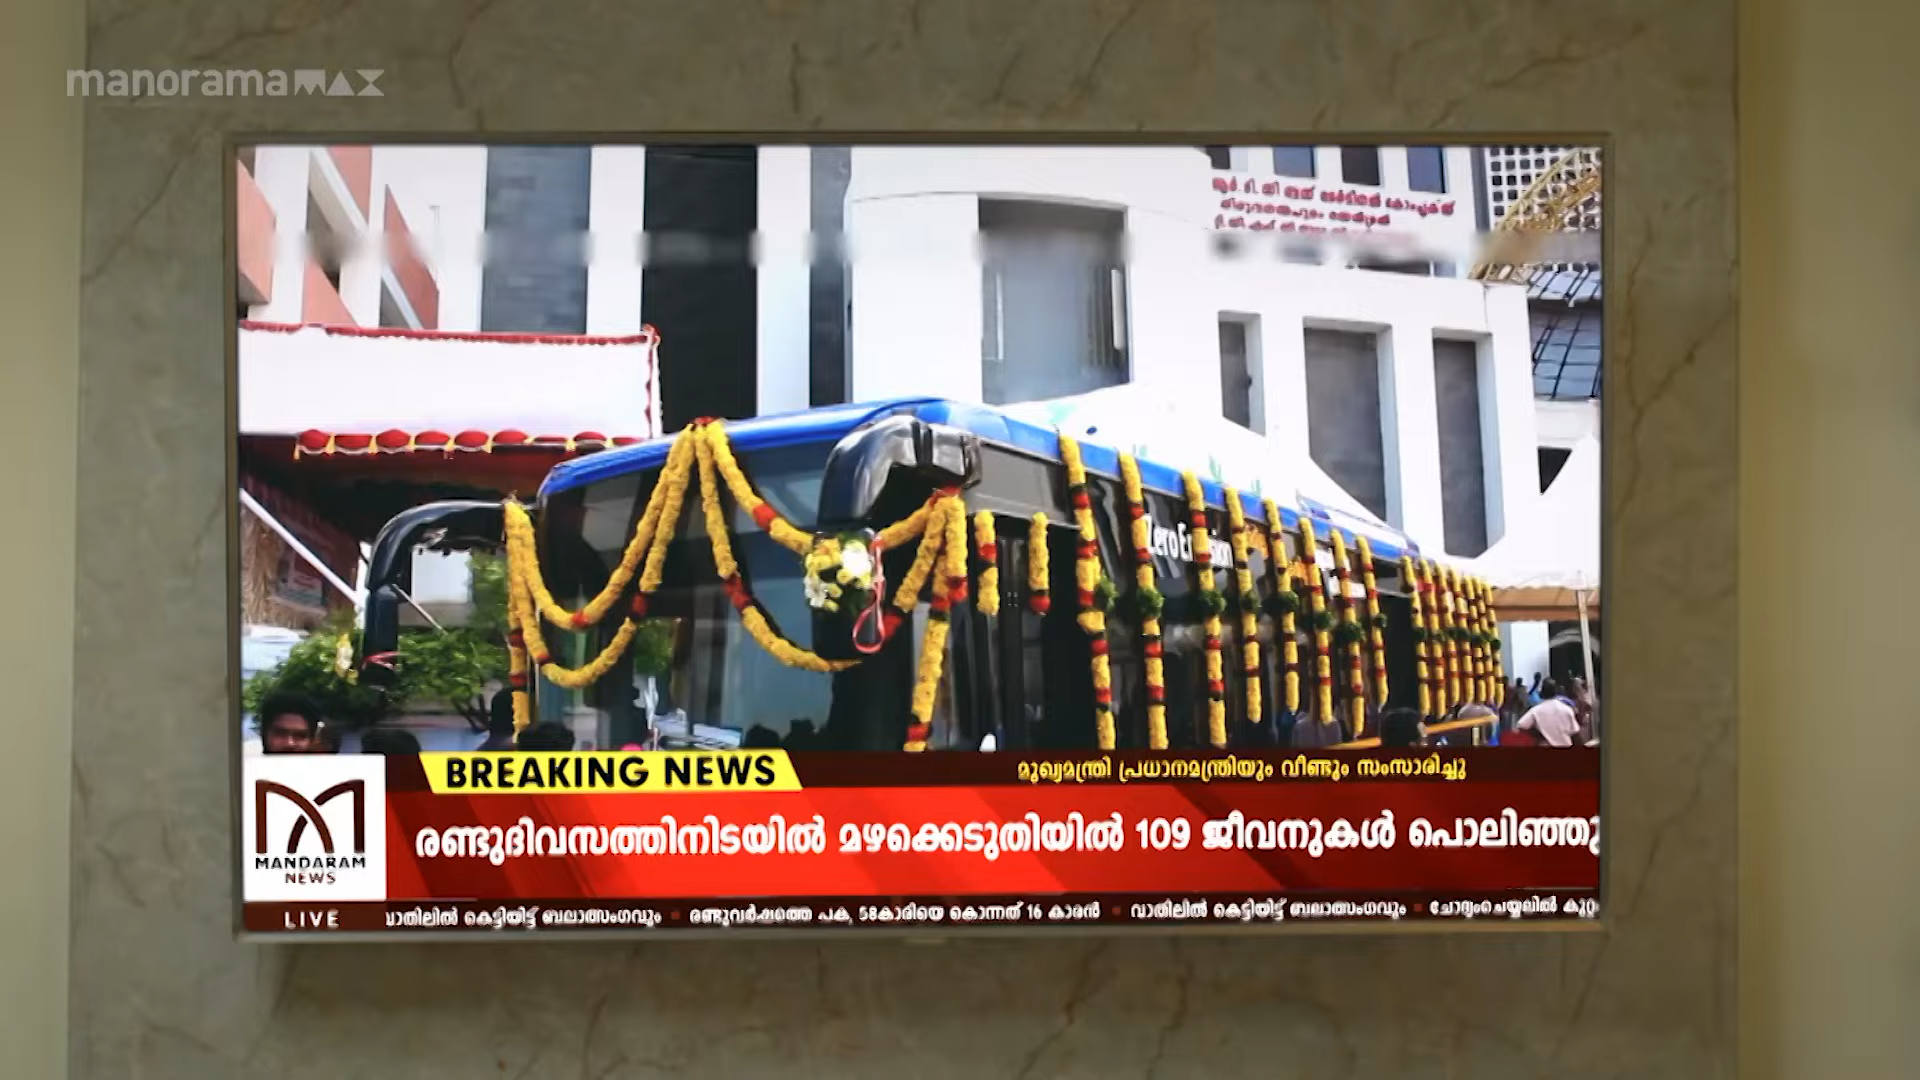 manoramaMAX
Zero
BREAKING NEWS
മുഖ്യമന്ത്രി പ്രധാനമന്ത്രിയും വീണ്ടും സംസാരിച്ചു
രണ്ടുദിവസത്തിനിടയിൽ മഴക്കെടുതിയിൽ 109 ജീവനുകൾ പൊലിഞ്ഞു
MANDARAM
NEWS
LIVE
വാതിലിൽ കെട്ടിയിട്ട് ബലാത്സംഗവും രണ്ടുവർഷത്തെ പക, 58കാരിയെ കൊന്നത് 16 കാരൻ വാതിലിൽ കെട്ടിയിട്ട് ബലാത്സംഗവും ചോദ്യംചെയ്യലിൽ